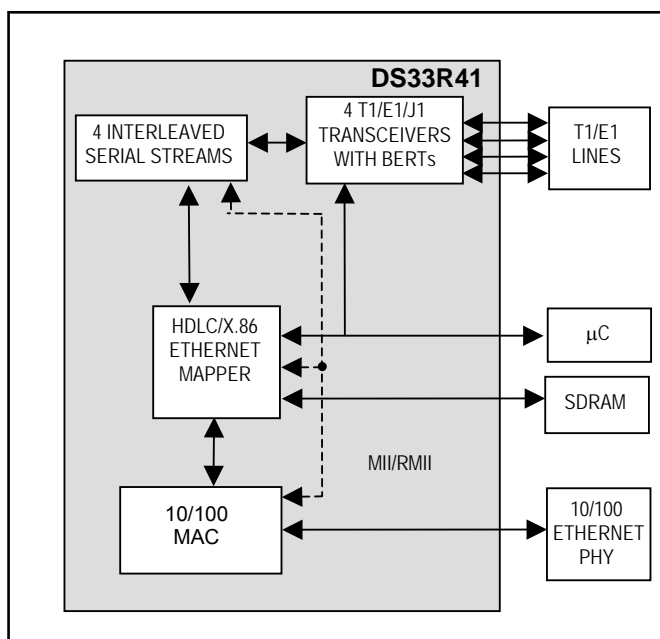 DS33R41
4 INTERLEAVED
SERIAL STREAMS
4 T1/E1/J1
TRANSCEIVERS
WITH BERTs
T1/E1
LINES
HDLC/X.86
ETHERNET
MAPPER
μC
SDRAM
MII/RMII
10/100
MAC
10/100
ETHERNET
PHY